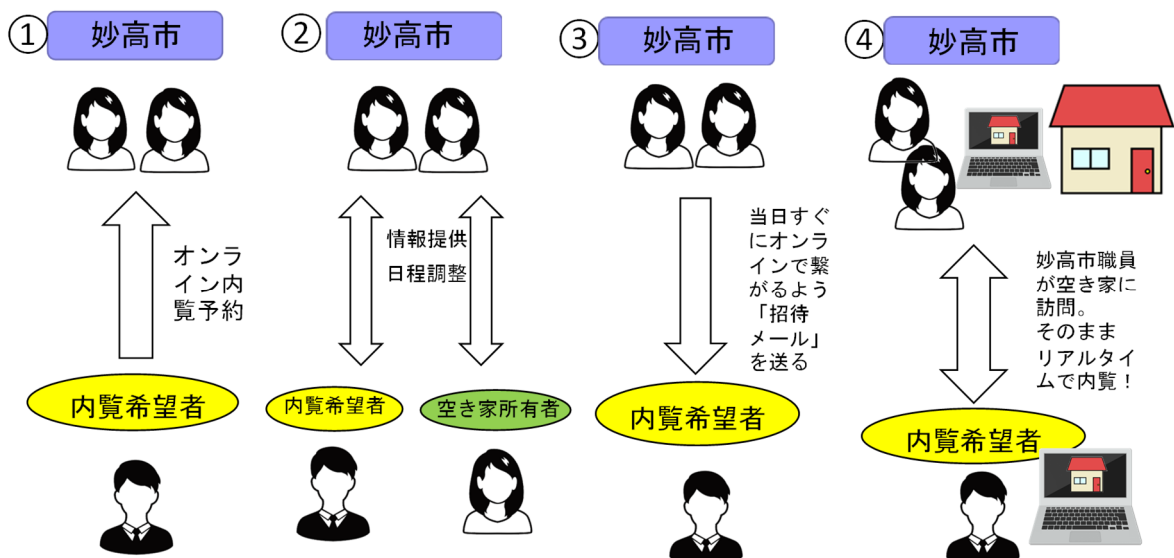 ①
妙高市
オンラ
イン内
覧予約
内覧希望者
②
妙高市
情報提供
日程調整
内覧希望者
空き家所有者
③
妙高市
当日すぐ
にオンラ
インで繋
がるよう
「招待
メール」
を送る
内覧希望者
④
妙高市
妙高市職員
が空き家に
訪問。
そのまま
リアルタイ
ムで内覧！
内覧希望者